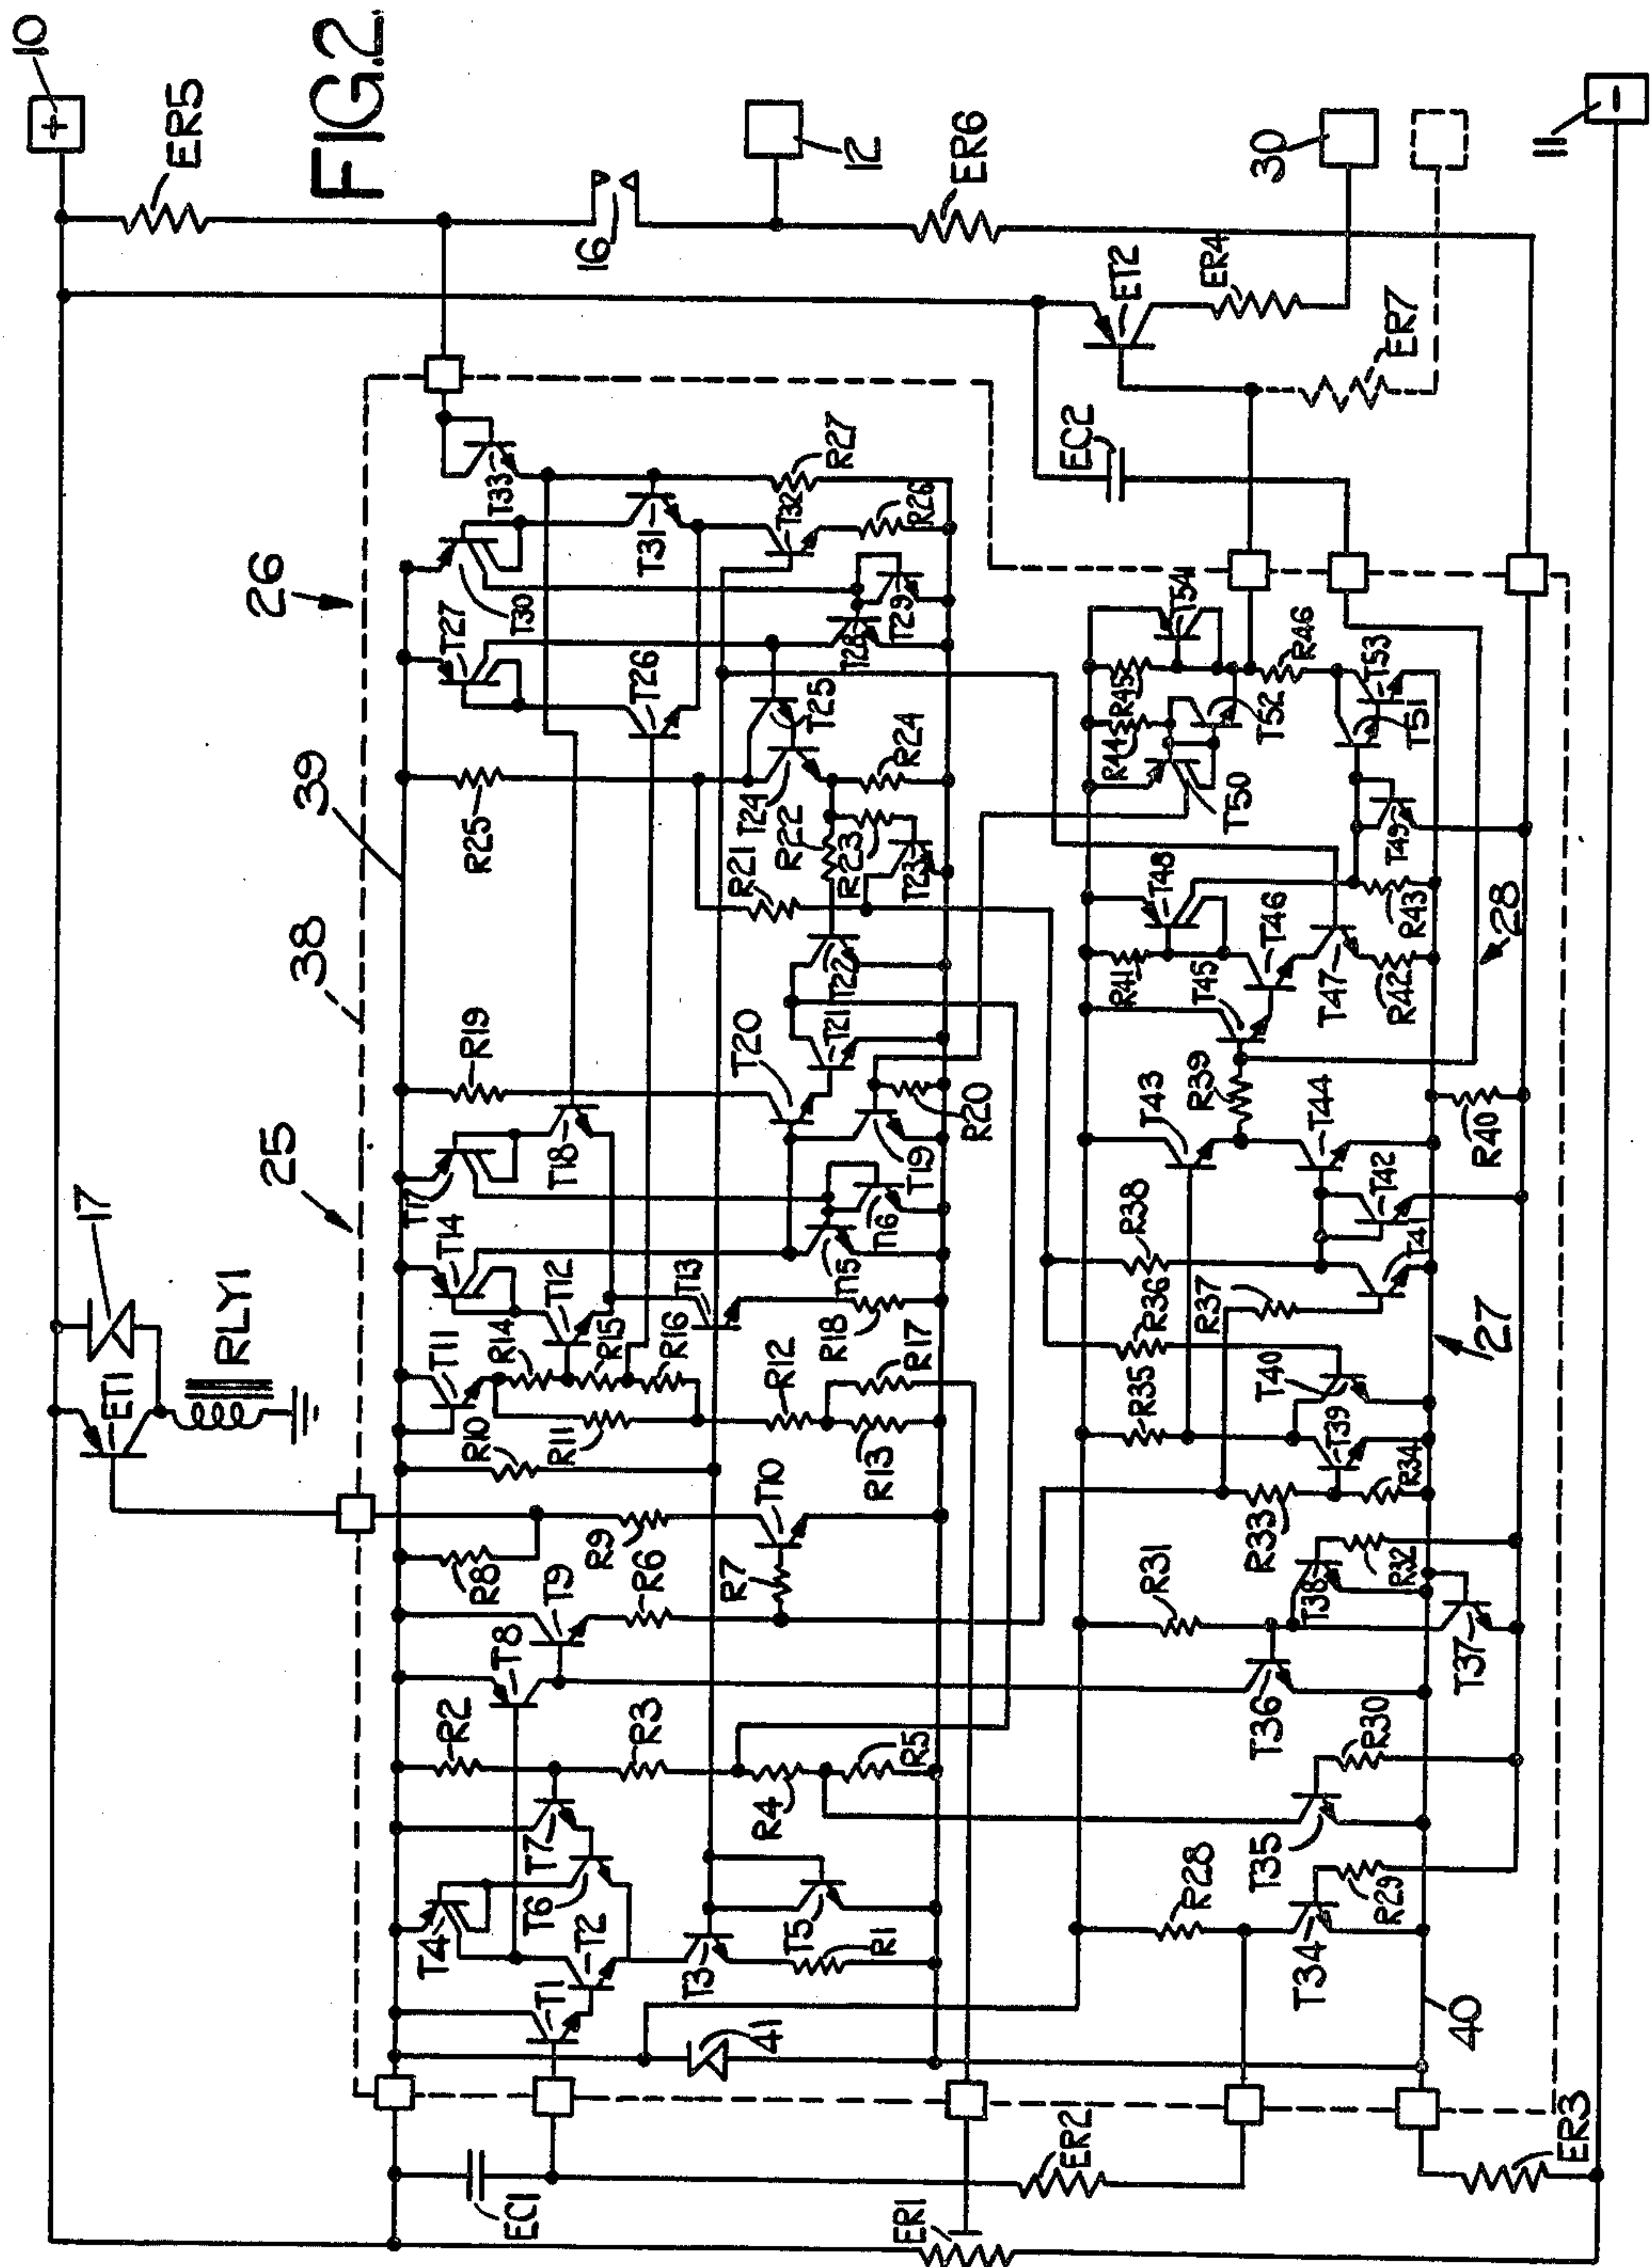 FIG.2.
10
+
ER5
16
12
ER6
30
11
-
ET2
ER4
ER7
EC2
26
39
38
25
17
RLY1
ET1
T33
R27
T31
T32
R26
T30
T27
T26
T28
T29
T25
R24
T24
R25
R21
R22
R23
T23
T22
T21
T20
R19
R20
T19
T18
T17
T16
T15
T14
T13
T12
T11
R14
R15
R16
R18
R17
R12
R11
R13
R10
T10
R9
R8
R7
R6
T9
T8
R2
R3
R4
R5
T7
T6
T5
T4
T3
T2
T1
R1
41
T54
R46
R45
R44
T53
T52
T51
T50
T49
T48
R43
28
T46
T47
R42
R41
T45
R39
T43
T44
T42
R40
R38
T41
R37
R36
27
R35
T40
T39
R34
R33
T38
R32
R31
T37
T36
R30
T35
R29
R28
T34
40
EC1
ER2
ER1
ER3